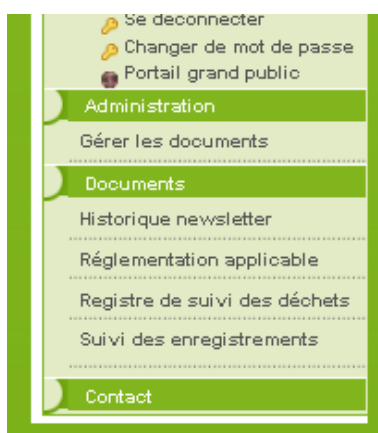 Se deconnecter
Changer de mot de passe
Portail grand public
Administration
Gérer les documents
Documents
Historique newsletter
Réglementation applicable
Registre de suivi des déchets
Suivi des enregistrements
Contact